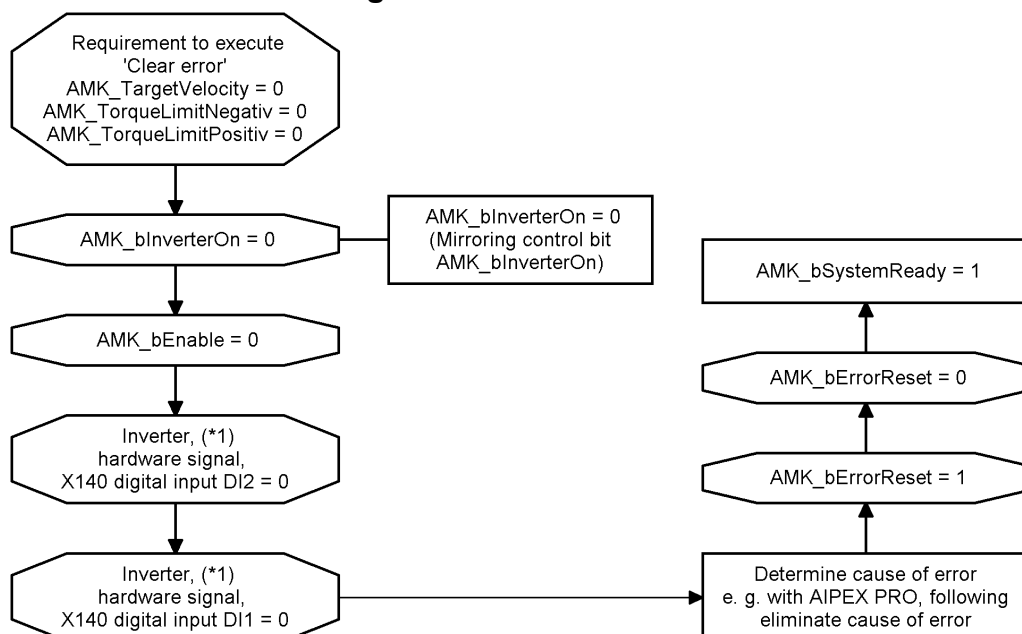 Requirement to execute
'Clear error'
AMK_TargetVelocity = 0
AMK_TorqueLimitNegativ = 0
AMK_TorqueLimitPositiv = 0
AMK_bInverterOn = 0
AMK_bInverterOn = 0
(Mirroring control bit
AMK_bInverterOn)
AMK_bEnable = 0
Inverter, (*1)
hardware signal,
X140 digital input DI2 = 0
Inverter, (*1)
hardware signal,
X140 digital input DI1 = 0
Determine cause of error
e. g. with AIPEX PRO, following
eliminate cause of error
AMK_bErrorReset = 1
AMK_bErrorReset = 0
AMK_bSystemReady = 1